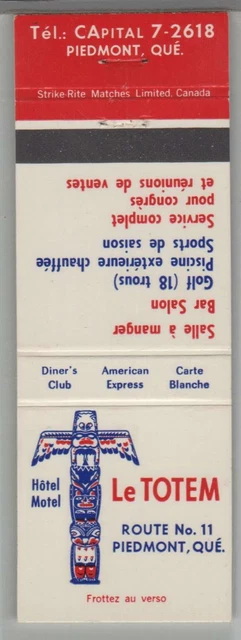 Tél.: CApital 7-2618
PIEDMONT, QUÉ.
Strike-Rite Matches Limited, Canada
Salle à manger
Bar Salon
Golf (18 trous)
Piscine extérieure chauffée
Sports de saison
Service complet
pour congrès
et réunions de ventes
Diner's Club
American Express
Carte Blanche
Hôtel Motel
Le TOTEM
ROUTE No. 11
PIEDMONT, QUÉ.
Frottez au verso